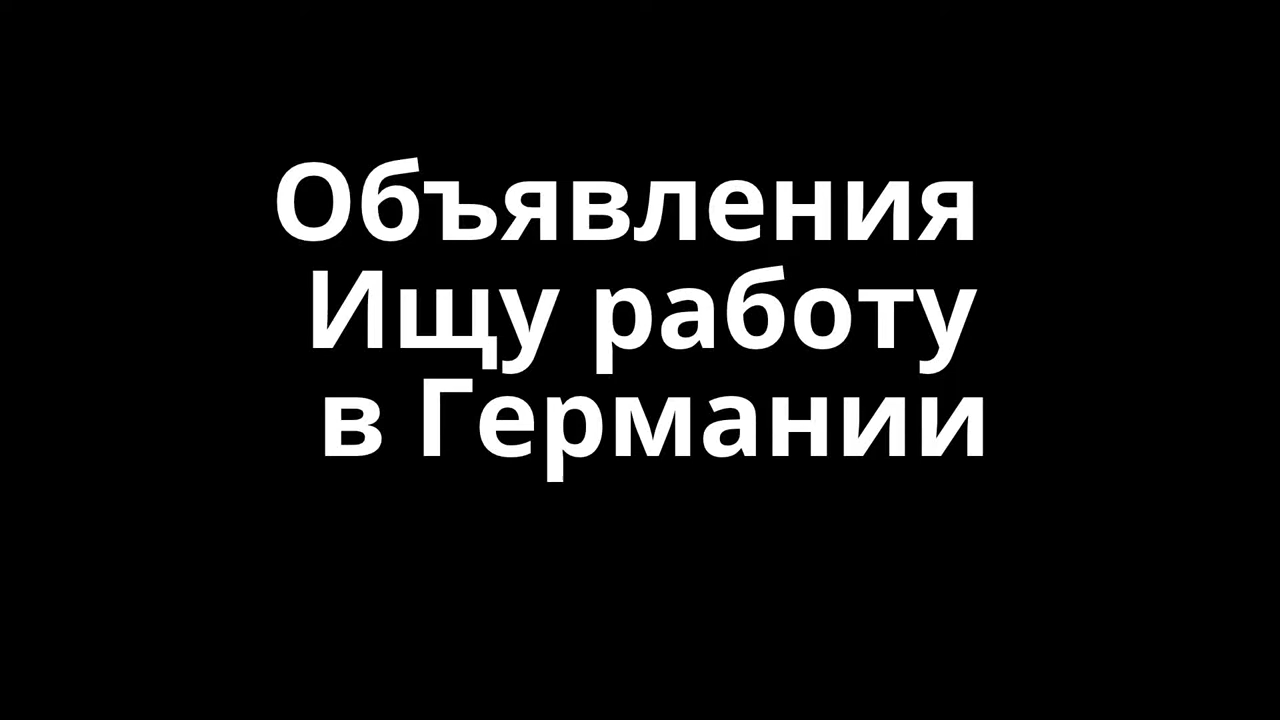 Объявления
Ищу работу
в Германии